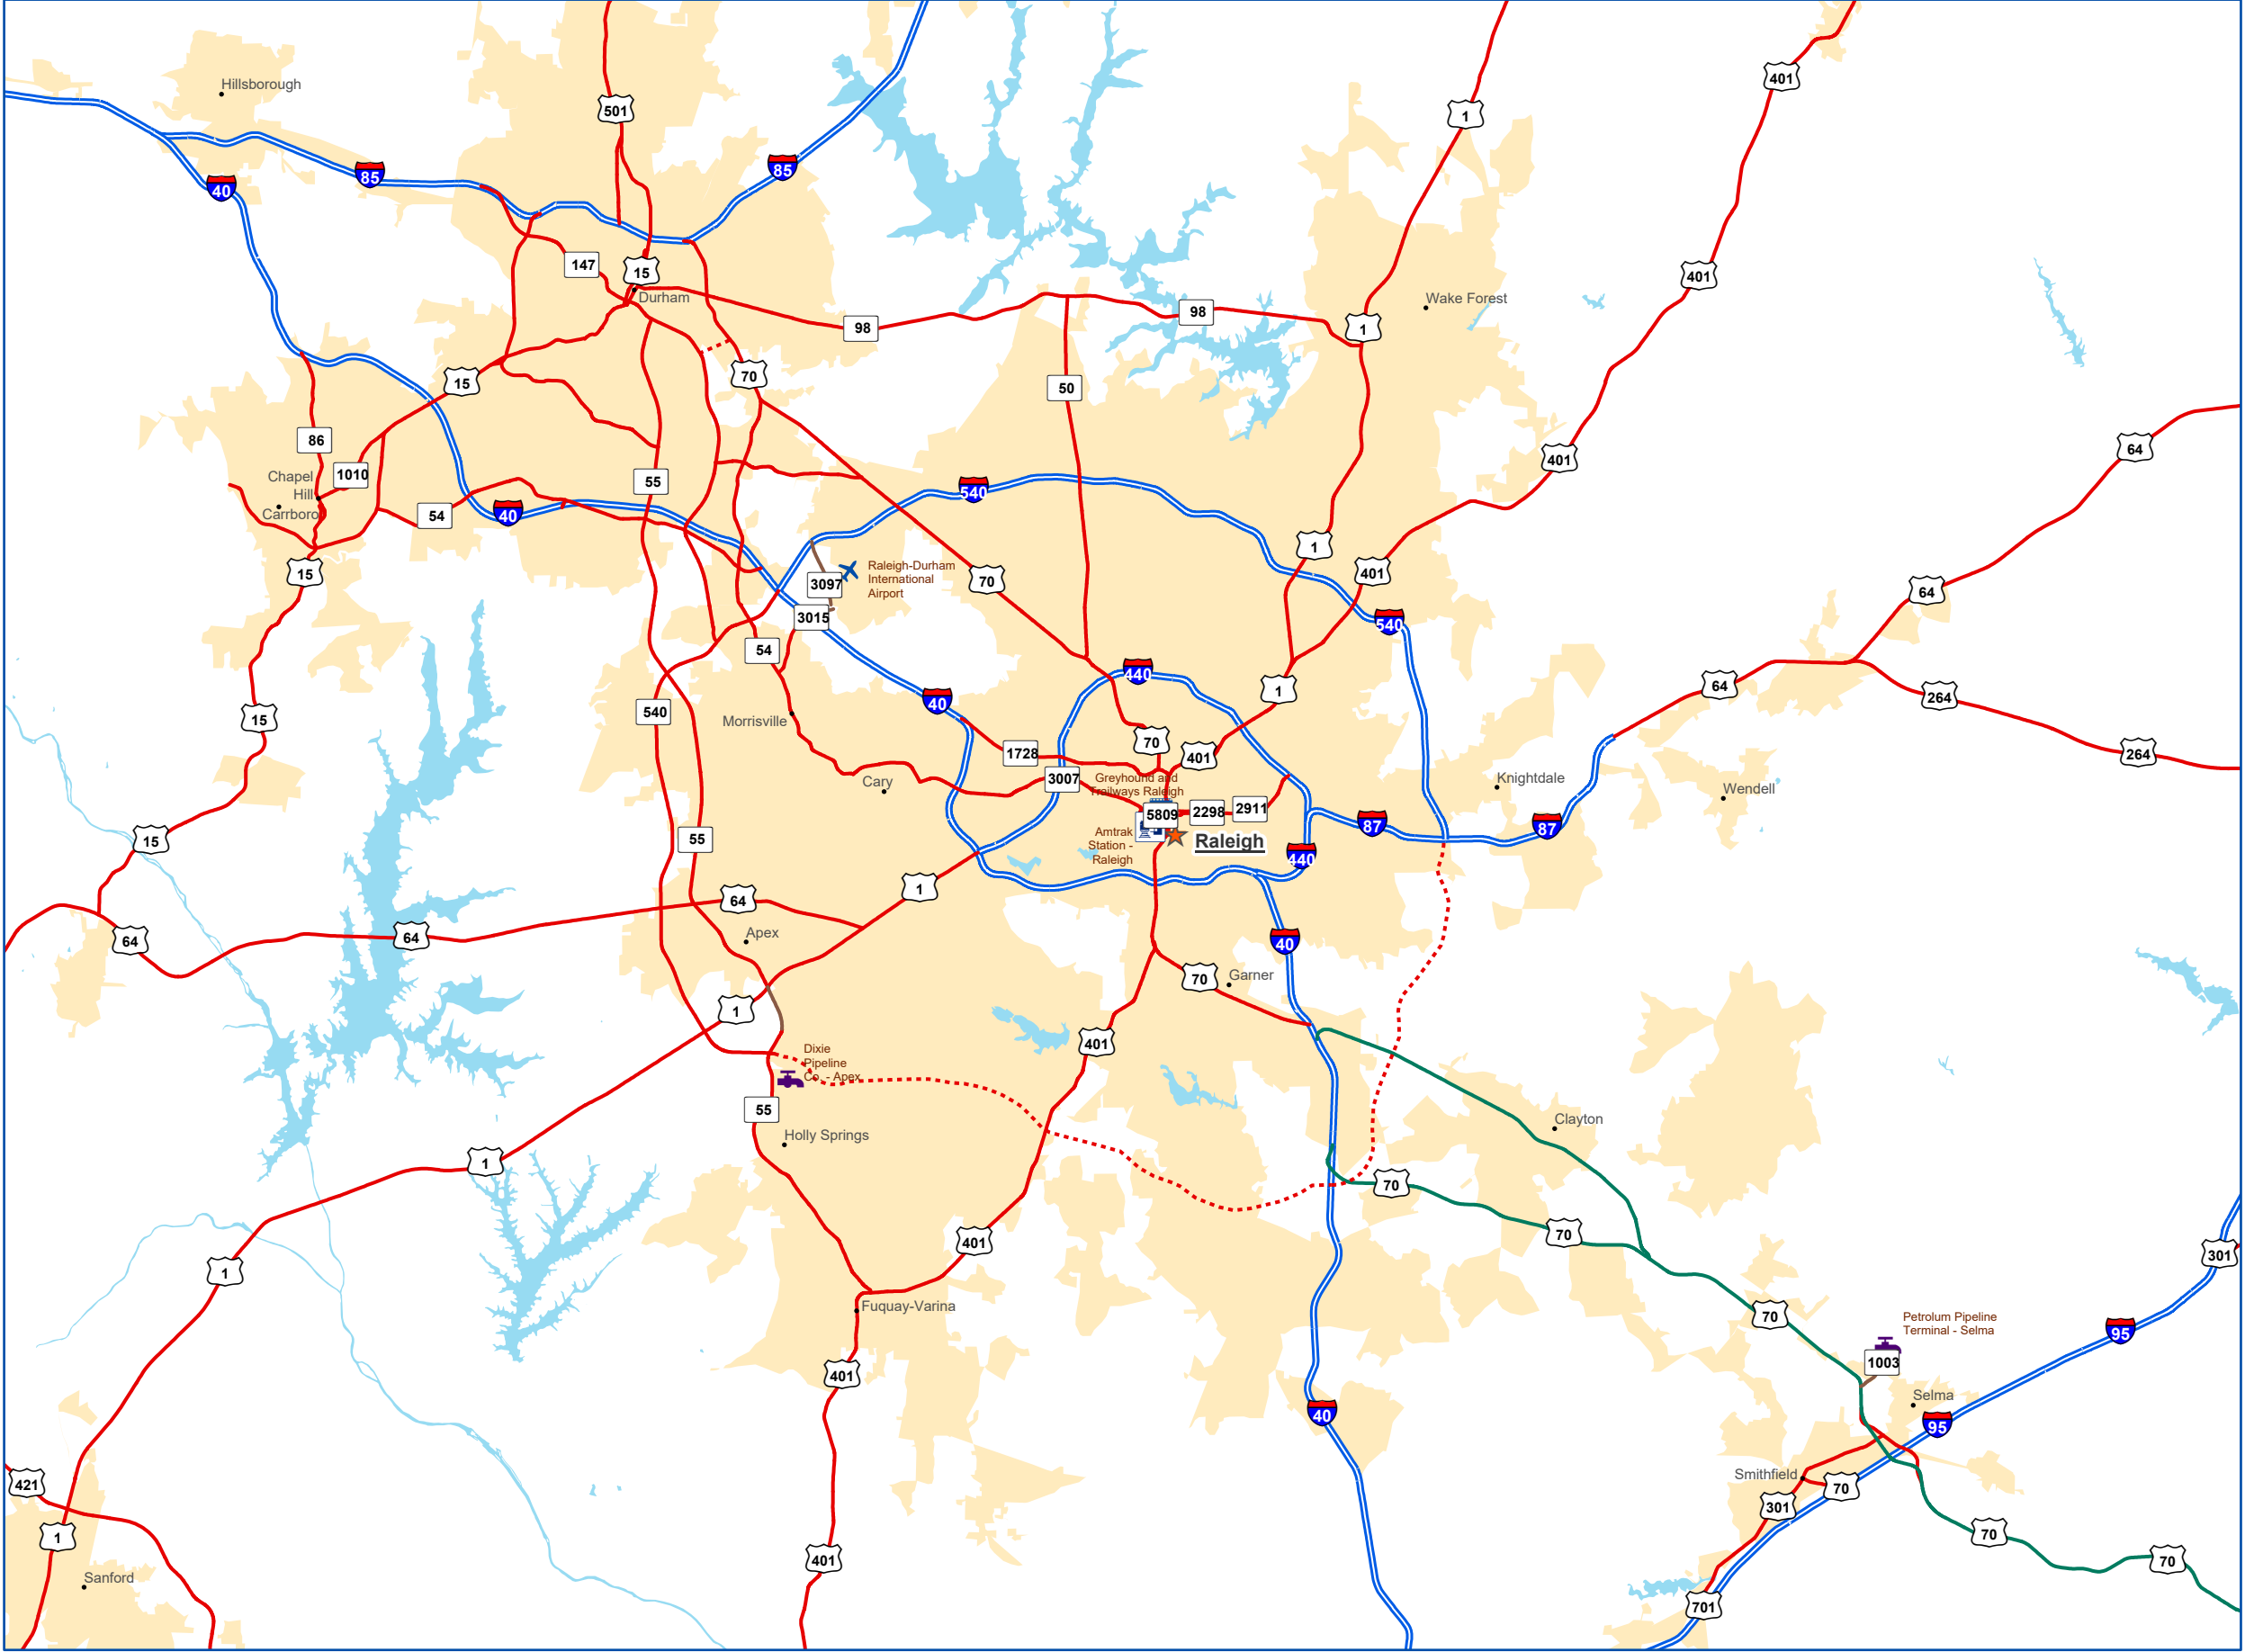 401
1
501
Hillsborough
85
85
40
147
15
Durham
401
Wake Forest
98
98
1
70
15
50
86
Chapel
Hill
1010
Carrboro
54
40
55
540
401
64
1
401
15
3097
Raleigh-Durham
International
Airport
70
64
3015
540
54
440
64
264
1
40
540
Morrisville
15
70
401
1728
264
Cary
3007
Greyhound and
Trailways Raleigh
Knightdale
Wendell
5809
2298
2911
87
87
Amtrak
Station -
Raleigh
Raleigh
440
15
55
1
64
64
64
Apex
40
70
Garner
1
401
Dixie
Pipeline
Co. - Apex
55
Holly Springs
Clayton
1
70
70
401
301
1
Fuquay-Varina
70
Petrolum Pipeline
Terminal - Selma
95
1003
401
Selma
40
95
421
Smithfield
70
301
1
70
401
70
Sanford
701